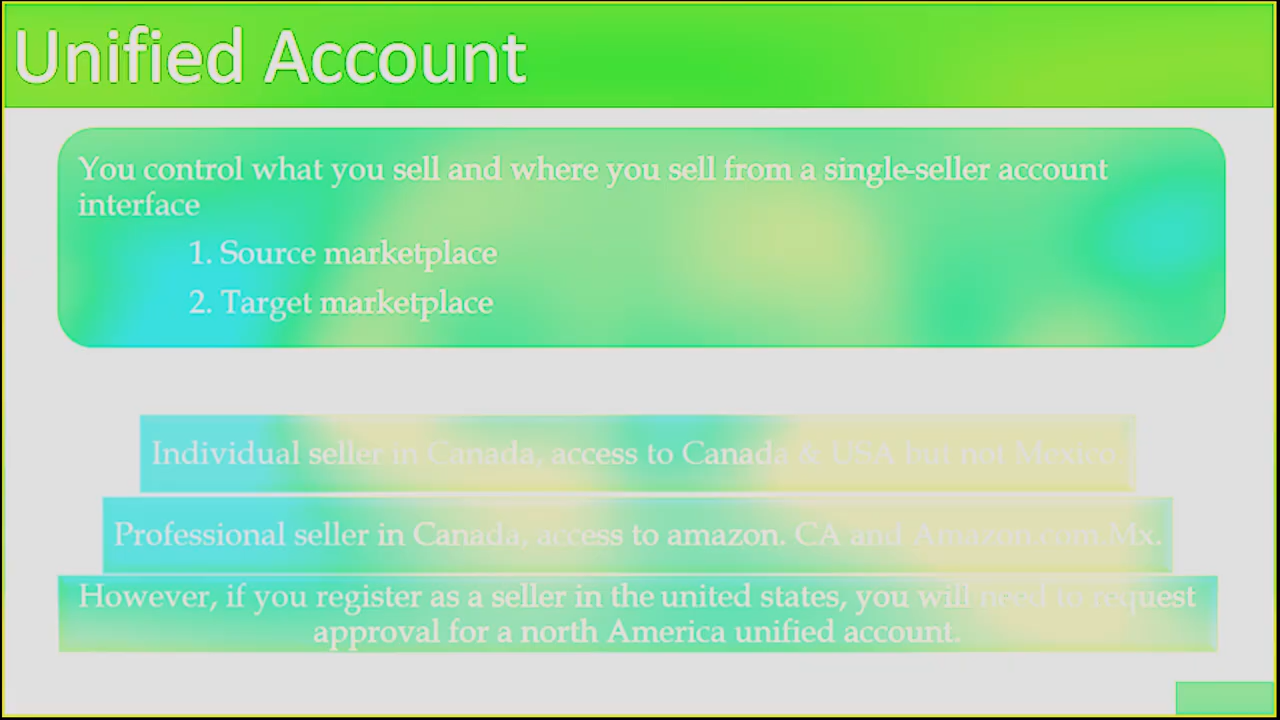 Unified Account
You control what you sell and where you sell from a single-seller account
interface
1. Source marketplace
2. Target marketplace
Individual seller in Canada, access to Canada & USA but not Mexico.
Professional seller in Canada, access to amazon. CA and Amazon.com.Mx.
However, if you register as a seller in the united states, you will need to request
approval for a north America unified account.